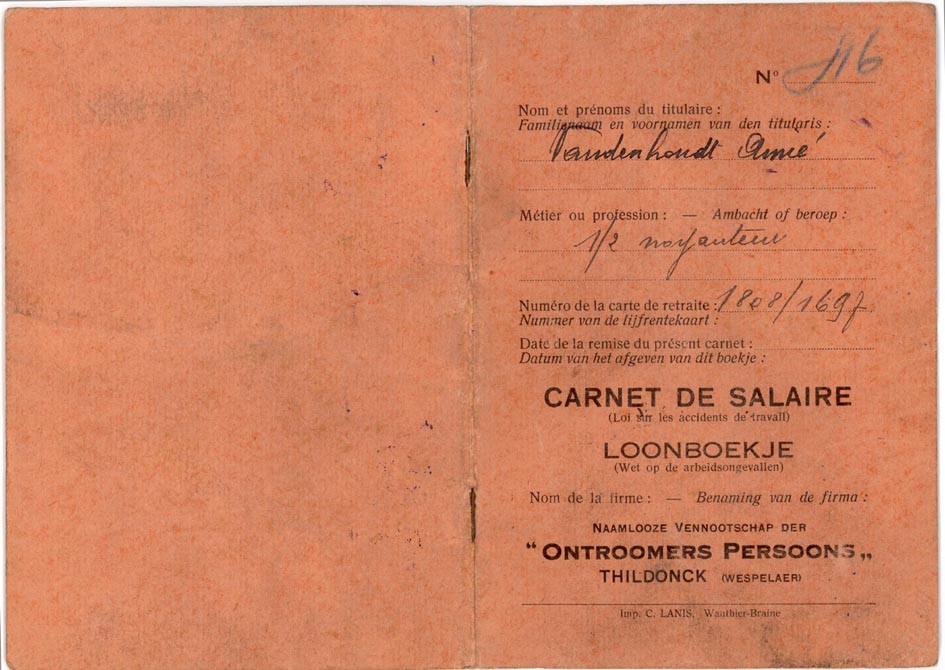 N° 116
Nom et prénoms du titulaire :
Familienaam en voornamen van den titularis :
Vandenhoudt Aimé
Métier ou profession : — Ambacht of beroep :
1/2 noyauteur
Numéro de la carte de retraite : 1808/1697
Nummer van de lijfrentekaart :
Date de la remise du présent carnet :
Datum van het afgeven van dit boekje :
CARNET DE SALAIRE
(Loi sur les accidents de travail)
LOONBOEKJE
(Wet op de arbeidsongevallen)
Nom de la firme : — Benaming van de firma :
NAAMLOOZE VENNOOTSCHAP DER
“ ONTROOMERS PERSOONS „
THILDONCK (WESPELAER)
Imp. C. LANIS, Wauthier-Braine